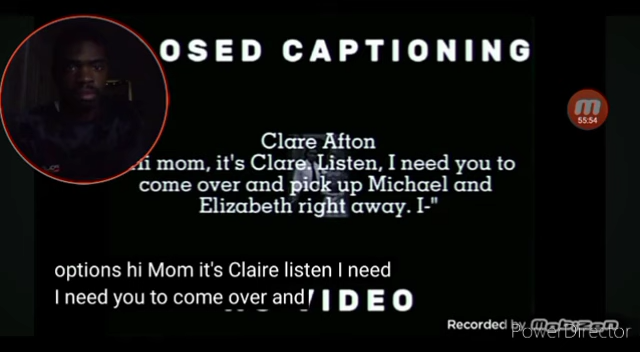 OSED CAPTIONING
55:54
Clare Afton
hi mom, it's Clare. Listen, I need you to
come over and pick up Michael and
Elizabeth right away. I-"
options hi Mom it's Claire listen I need
I need you to come over and
VIDEO
Recorded by Mobizen
PowerDirector